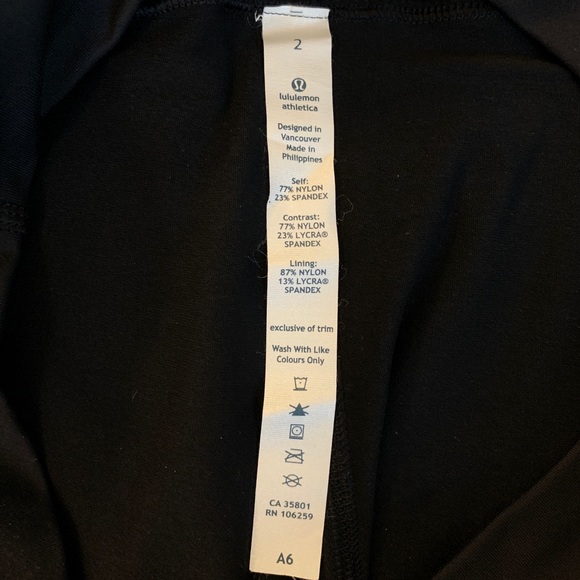 2
lululemon
athletica
Designed in
Vancouver
Made in
Philippines
Self:
77% NYLON
23% SPANDEX
Contrast:
77% NYLON
23% LYCRA®
SPANDEX
Lining:
87% NYLON
13% LYCRA®
SPANDEX
exclusive of trim
Wash With Like
Colours Only
CA 35801
RN 106259
A6